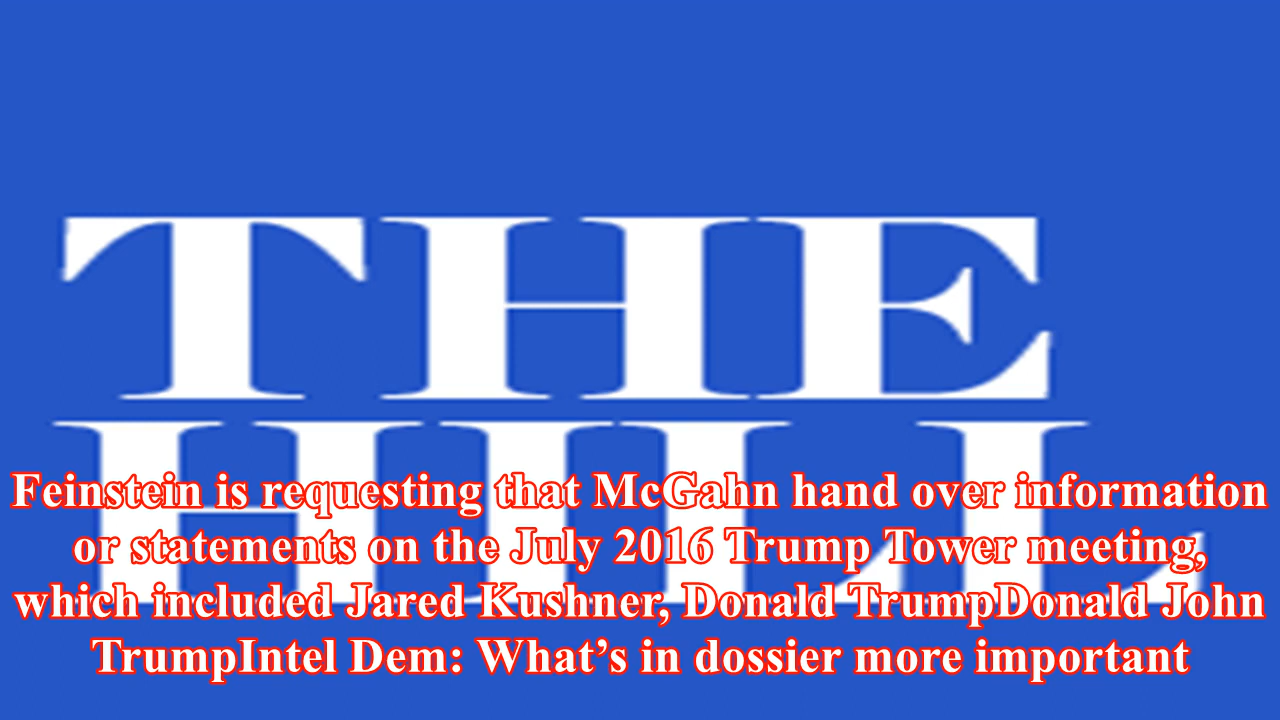 THE
HILL
Feinstein is requesting that McGahn hand over information
or statements on the July 2016 Trump Tower meeting,
which included Jared Kushner, Donald TrumpDonald John
TrumpIntel Dem: What’s in dossier more important